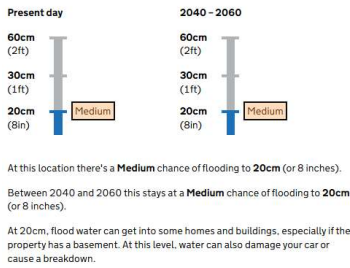 Present day 2040 – 2060
60cm 60cm
(2ft) (2ft)
30cm 30cm
(1ft) (1ft)
20cm Medium 20cm Medium
(8in) (8in)
At this location there's a Medium chance of flooding to 20cm (or 8 inches).
Between 2040 and 2060 this stays at a Medium chance of flooding to 20cm
(or 8 inches).
At 20cm, flood water can get into some homes and buildings, especially if the
property has a basement. At this level, water can also damage your car or
cause a breakdown.